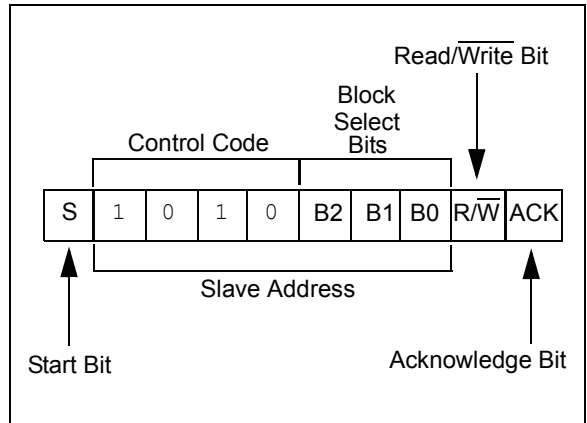 Read/Write Bit
Block
Select
Bits
Control Code
S 1 0 1 0 B2 B1 B0 R/W ACK
Slave Address
Start Bit
Acknowledge Bit